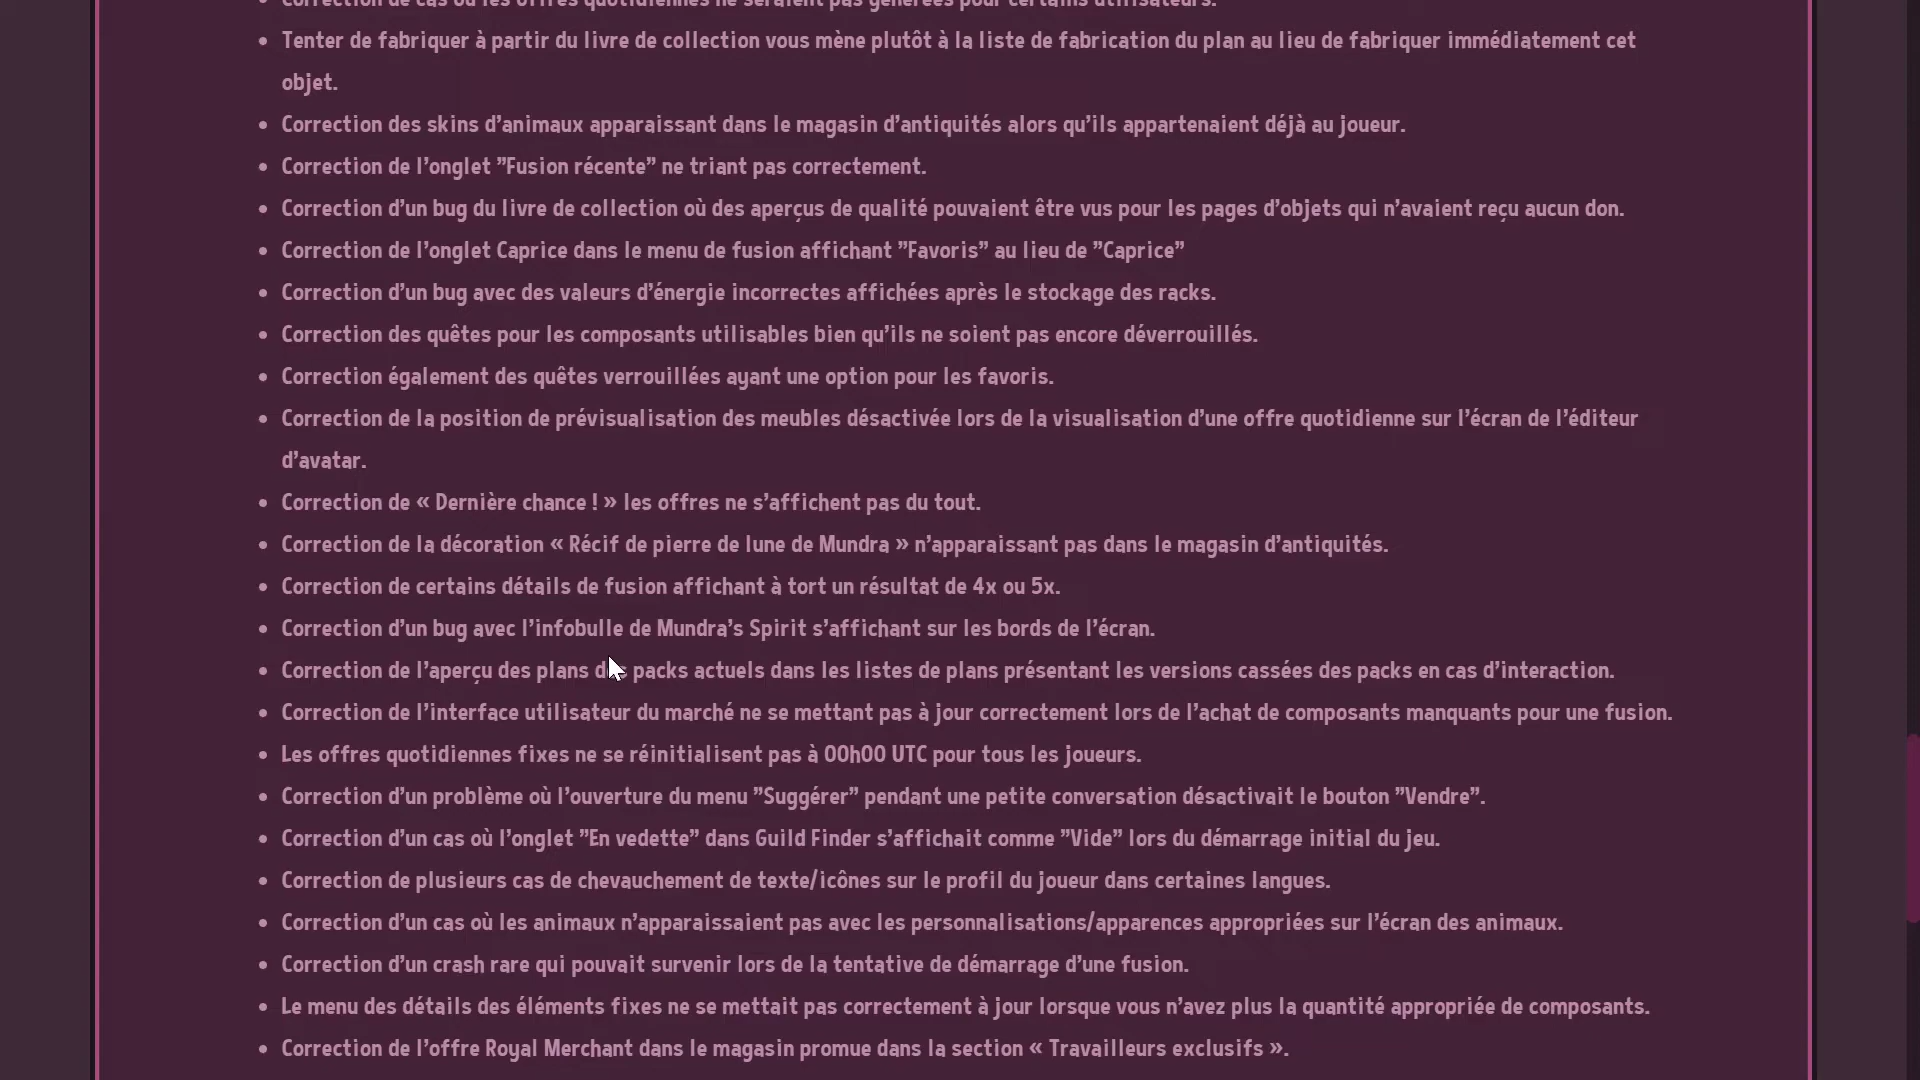 Correction de cas où les offres quotidiennes ne seraient pas générées pour certains utilisateurs.
• Tenter de fabriquer à partir du livre de collection vous mène plutôt à la liste de fabrication du plan au lieu de fabriquer immédiatement cet
objet.
• Correction des skins d’animaux apparaissant dans le magasin d’antiquités alors qu’ils appartenaient déjà au joueur.
• Correction de l’onglet ”Fusion récente” ne triant pas correctement.
• Correction d’un bug du livre de collection où des aperçus de qualité pouvaient être vus pour les pages d’objets qui n’avaient reçu aucun don.
• Correction de l’onglet Caprice dans le menu de fusion affichant ”Favoris” au lieu de ”Caprice”
• Correction d’un bug avec des valeurs d’énergie incorrectes affichées après le stockage des racks.
• Correction des quêtes pour les composants utilisables bien qu’ils ne soient pas encore déverrouillés.
• Correction également des quêtes verrouillées ayant une option pour les favoris.
• Correction de la position de prévisualisation des meubles désactivée lors de la visualisation d’une offre quotidienne sur l’écran de l’éditeur
d’avatar.
• Correction de « Dernière chance ! » les offres ne s’affichent pas du tout.
• Correction de la décoration « Récif de pierre de lune de Mundra » n’apparaissant pas dans le magasin d’antiquités.
• Correction de certains détails de fusion affichant à tort un résultat de 4x ou 5x.
• Correction d’un bug avec l’infobulle de Mundra’s Spirit s’affichant sur les bords de l’écran.
• Correction de l’aperçu des plans des packs actuels dans les listes de plans présentant les versions cassées des packs en cas d’interaction.
• Correction de l’interface utilisateur du marché ne se mettant pas à jour correctement lors de l’achat de composants manquants pour une fusion.
• Les offres quotidiennes fixes ne se réinitialisent pas à 00h00 UTC pour tous les joueurs.
• Correction d’un problème où l’ouverture du menu ”Suggérer” pendant une petite conversation désactivait le bouton ”Vendre”.
• Correction d’un cas où l’onglet ”En vedette” dans Guild Finder s’affichait comme ”Vide” lors du démarrage initial du jeu.
• Correction de plusieurs cas de chevauchement de texte/icônes sur le profil du joueur dans certaines langues.
• Correction d’un cas où les animaux n’apparaissaient pas avec les personnalisations/apparences appropriées sur l’écran des animaux.
• Correction d’un crash rare qui pouvait survenir lors de la tentative de démarrage d’une fusion.
• Le menu des détails des éléments fixes ne se mettait pas correctement à jour lorsque vous n’avez plus la quantité appropriée de composants.
• Correction de l’offre Royal Merchant dans le magasin promue dans la section « Travailleurs exclusifs ».